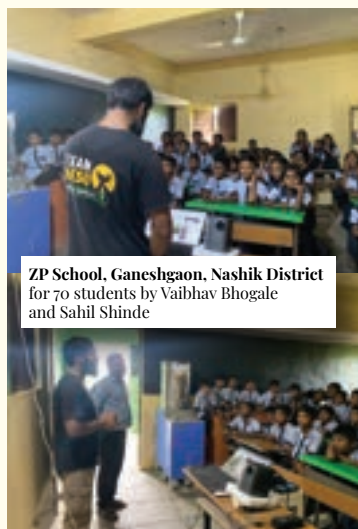 ZP School, Ganeshgaon, Nashik District
for 70 students by Vaibhav Bhogale
and Sahil Shinde